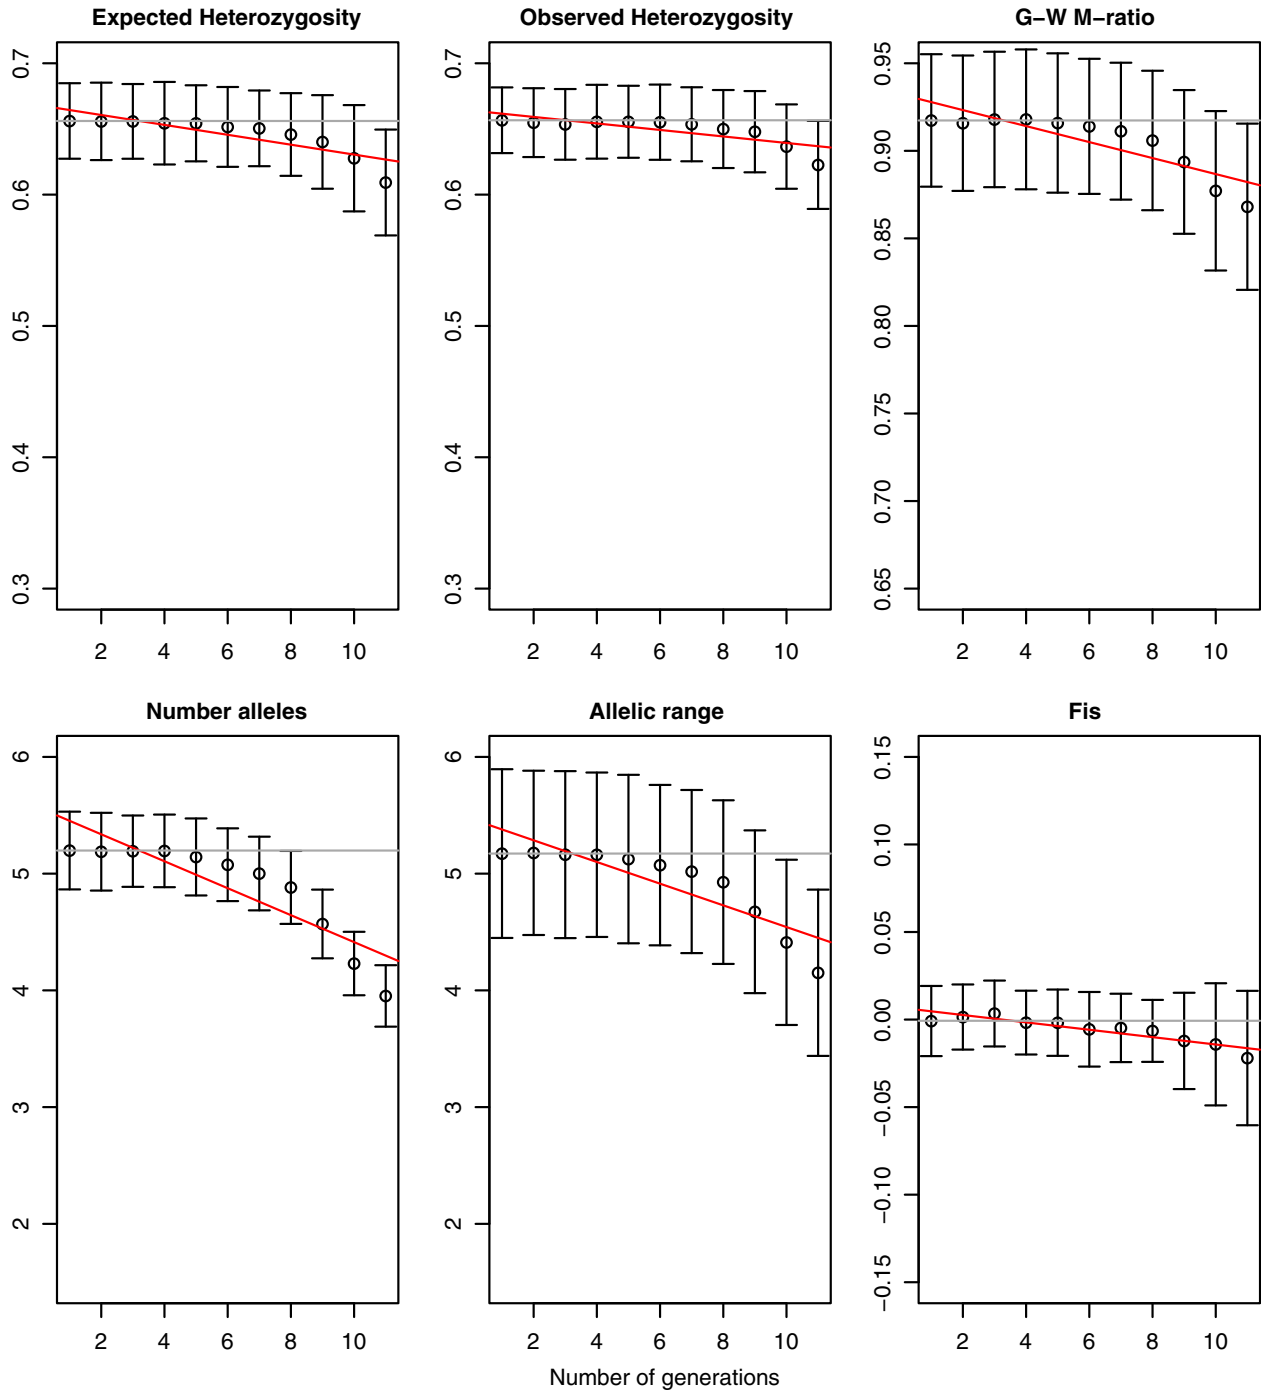 Expected Heterozygosity
0.7
0.6
0.5
0.4
0.3
2 4 6 8 10
Observed Heterozygosity
0.7
0.6
0.5
0.4
0.3
2 4 6 8 10
G−W M−ratio
0.95
0.90
0.85
0.80
0.75
0.70
0.65
2 4 6 8 10
Number alleles
6
5
4
3
2
2 4 6 8 10
Allelic range
6
5
4
3
2
2 4 6 8 10
Number of generations
Fis
0.15
0.10
0.05
0.00
−0.05
−0.10
−0.15
2 4 6 8 10